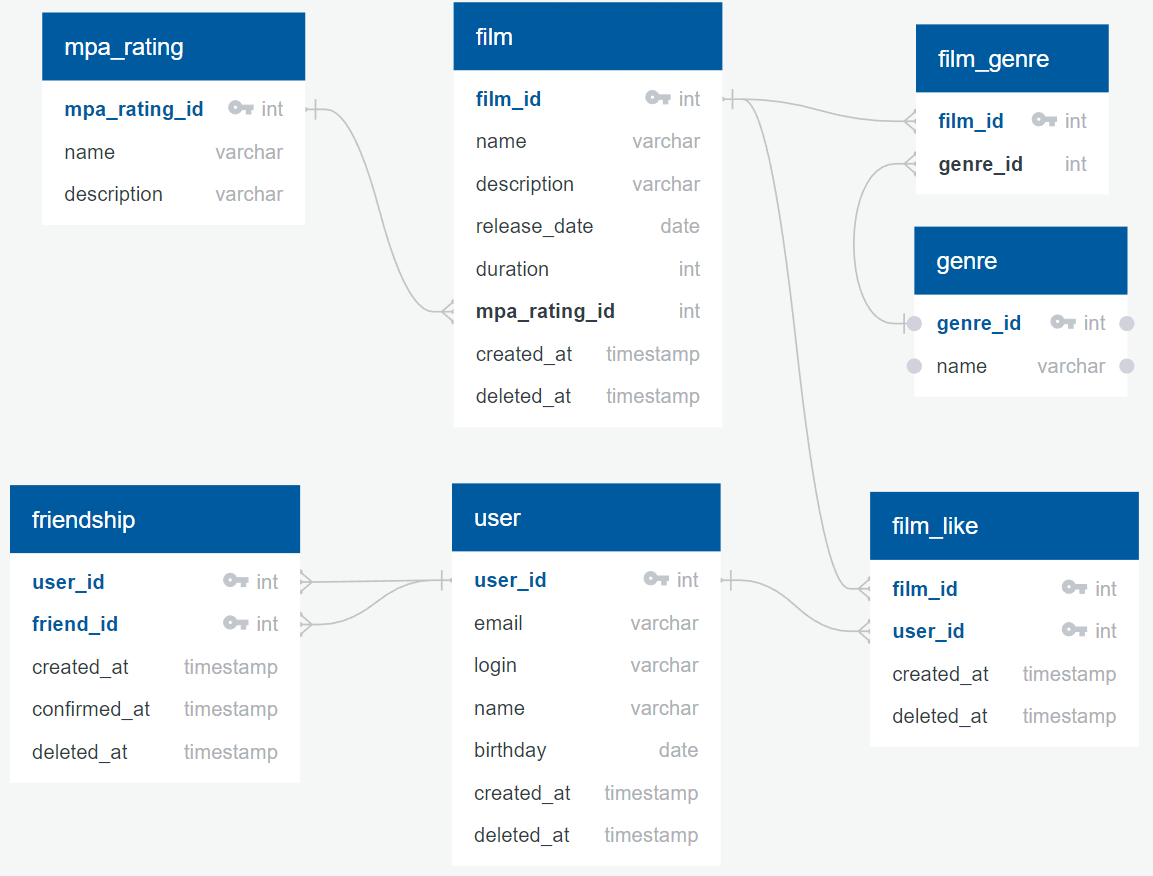 mpa_rating
mpa_rating_id int
name varchar
description varchar
film
film_id int
name varchar
description varchar
release_date date
duration int
mpa_rating_id int
created_at timestamp
deleted_at timestamp
film_genre
film_id int
genre_id int
genre
genre_id int
name varchar
friendship
user_id int
friend_id int
created_at timestamp
confirmed_at timestamp
deleted_at timestamp
user
user_id int
email varchar
login varchar
name varchar
birthday date
created_at timestamp
deleted_at timestamp
film_like
film_id int
user_id int
created_at timestamp
deleted_at timestamp